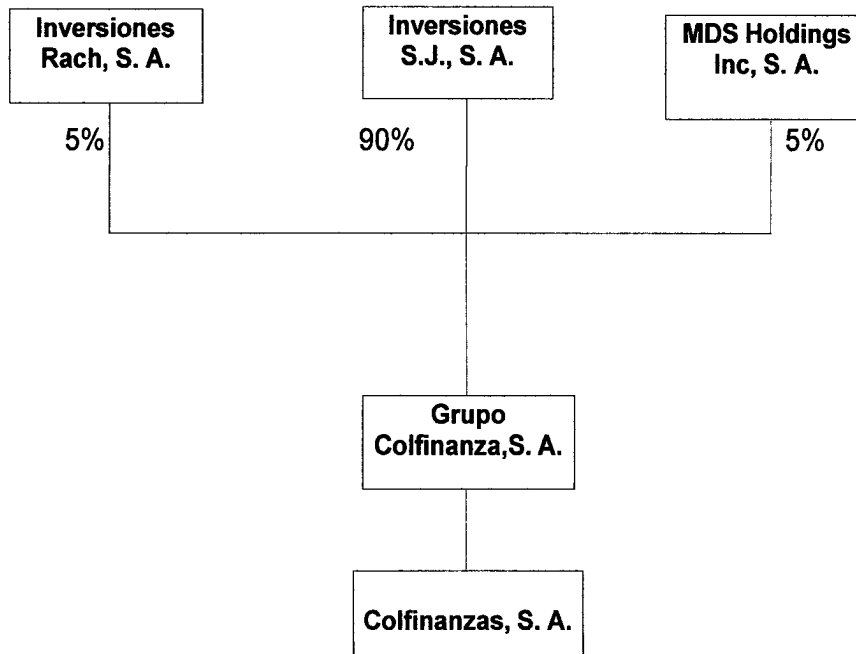 Inversiones
Rach, S. A.
Inversiones
S.J., S. A.
MDS Holdings
Inc, S. A.
5%
90%
5%
Grupo
Colfinanza,S. A.
Colfinanzas, S. A.